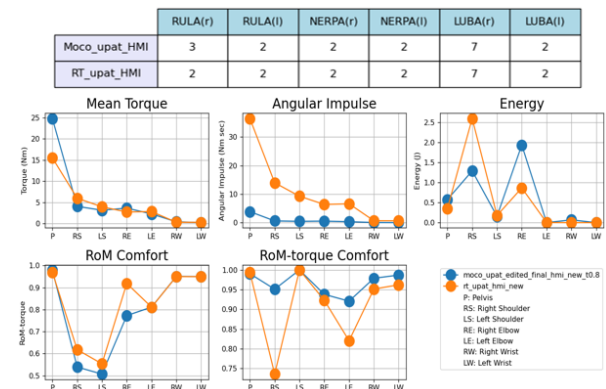 RULA(r) RULA(l) NERPA(r) NERPA(l) LUBA(r) LUBA(l)
Moco_upat_HMI 3 2 2 2 7 2
RT_upat_HMI 2 2 2 2 7 2
Mean Torque Angular Impulse Energy
Torque (Nm)
25
20
15
10
5
0
P RS LS RE LE RW LW
Angular Impulse (Nm sec)
30
20
10
0
P RS LS RE LE RW LW
Energy (J)
2.5
2.0
1.5
1.0
0.5
0.0
P RS LS RE LE RW LW
RoM Comfort RoM-torque Comfort
1.0
0.9
0.8
0.7
0.6
0.5
P RS LS RE LE RW LW
RoM-torque
1.00
0.95
0.90
0.85
0.80
0.75
P RS LS RE LE RW LW
moco_upat_edited_final_hmi_new_t0.8
rt_upat_hmi_new
P: Pelvis
RS: Right Shoulder
LS: Left Shoulder
RE: Right Elbow
LE: Left Elbow
RW: Right Wrist
LW: Left Wrist